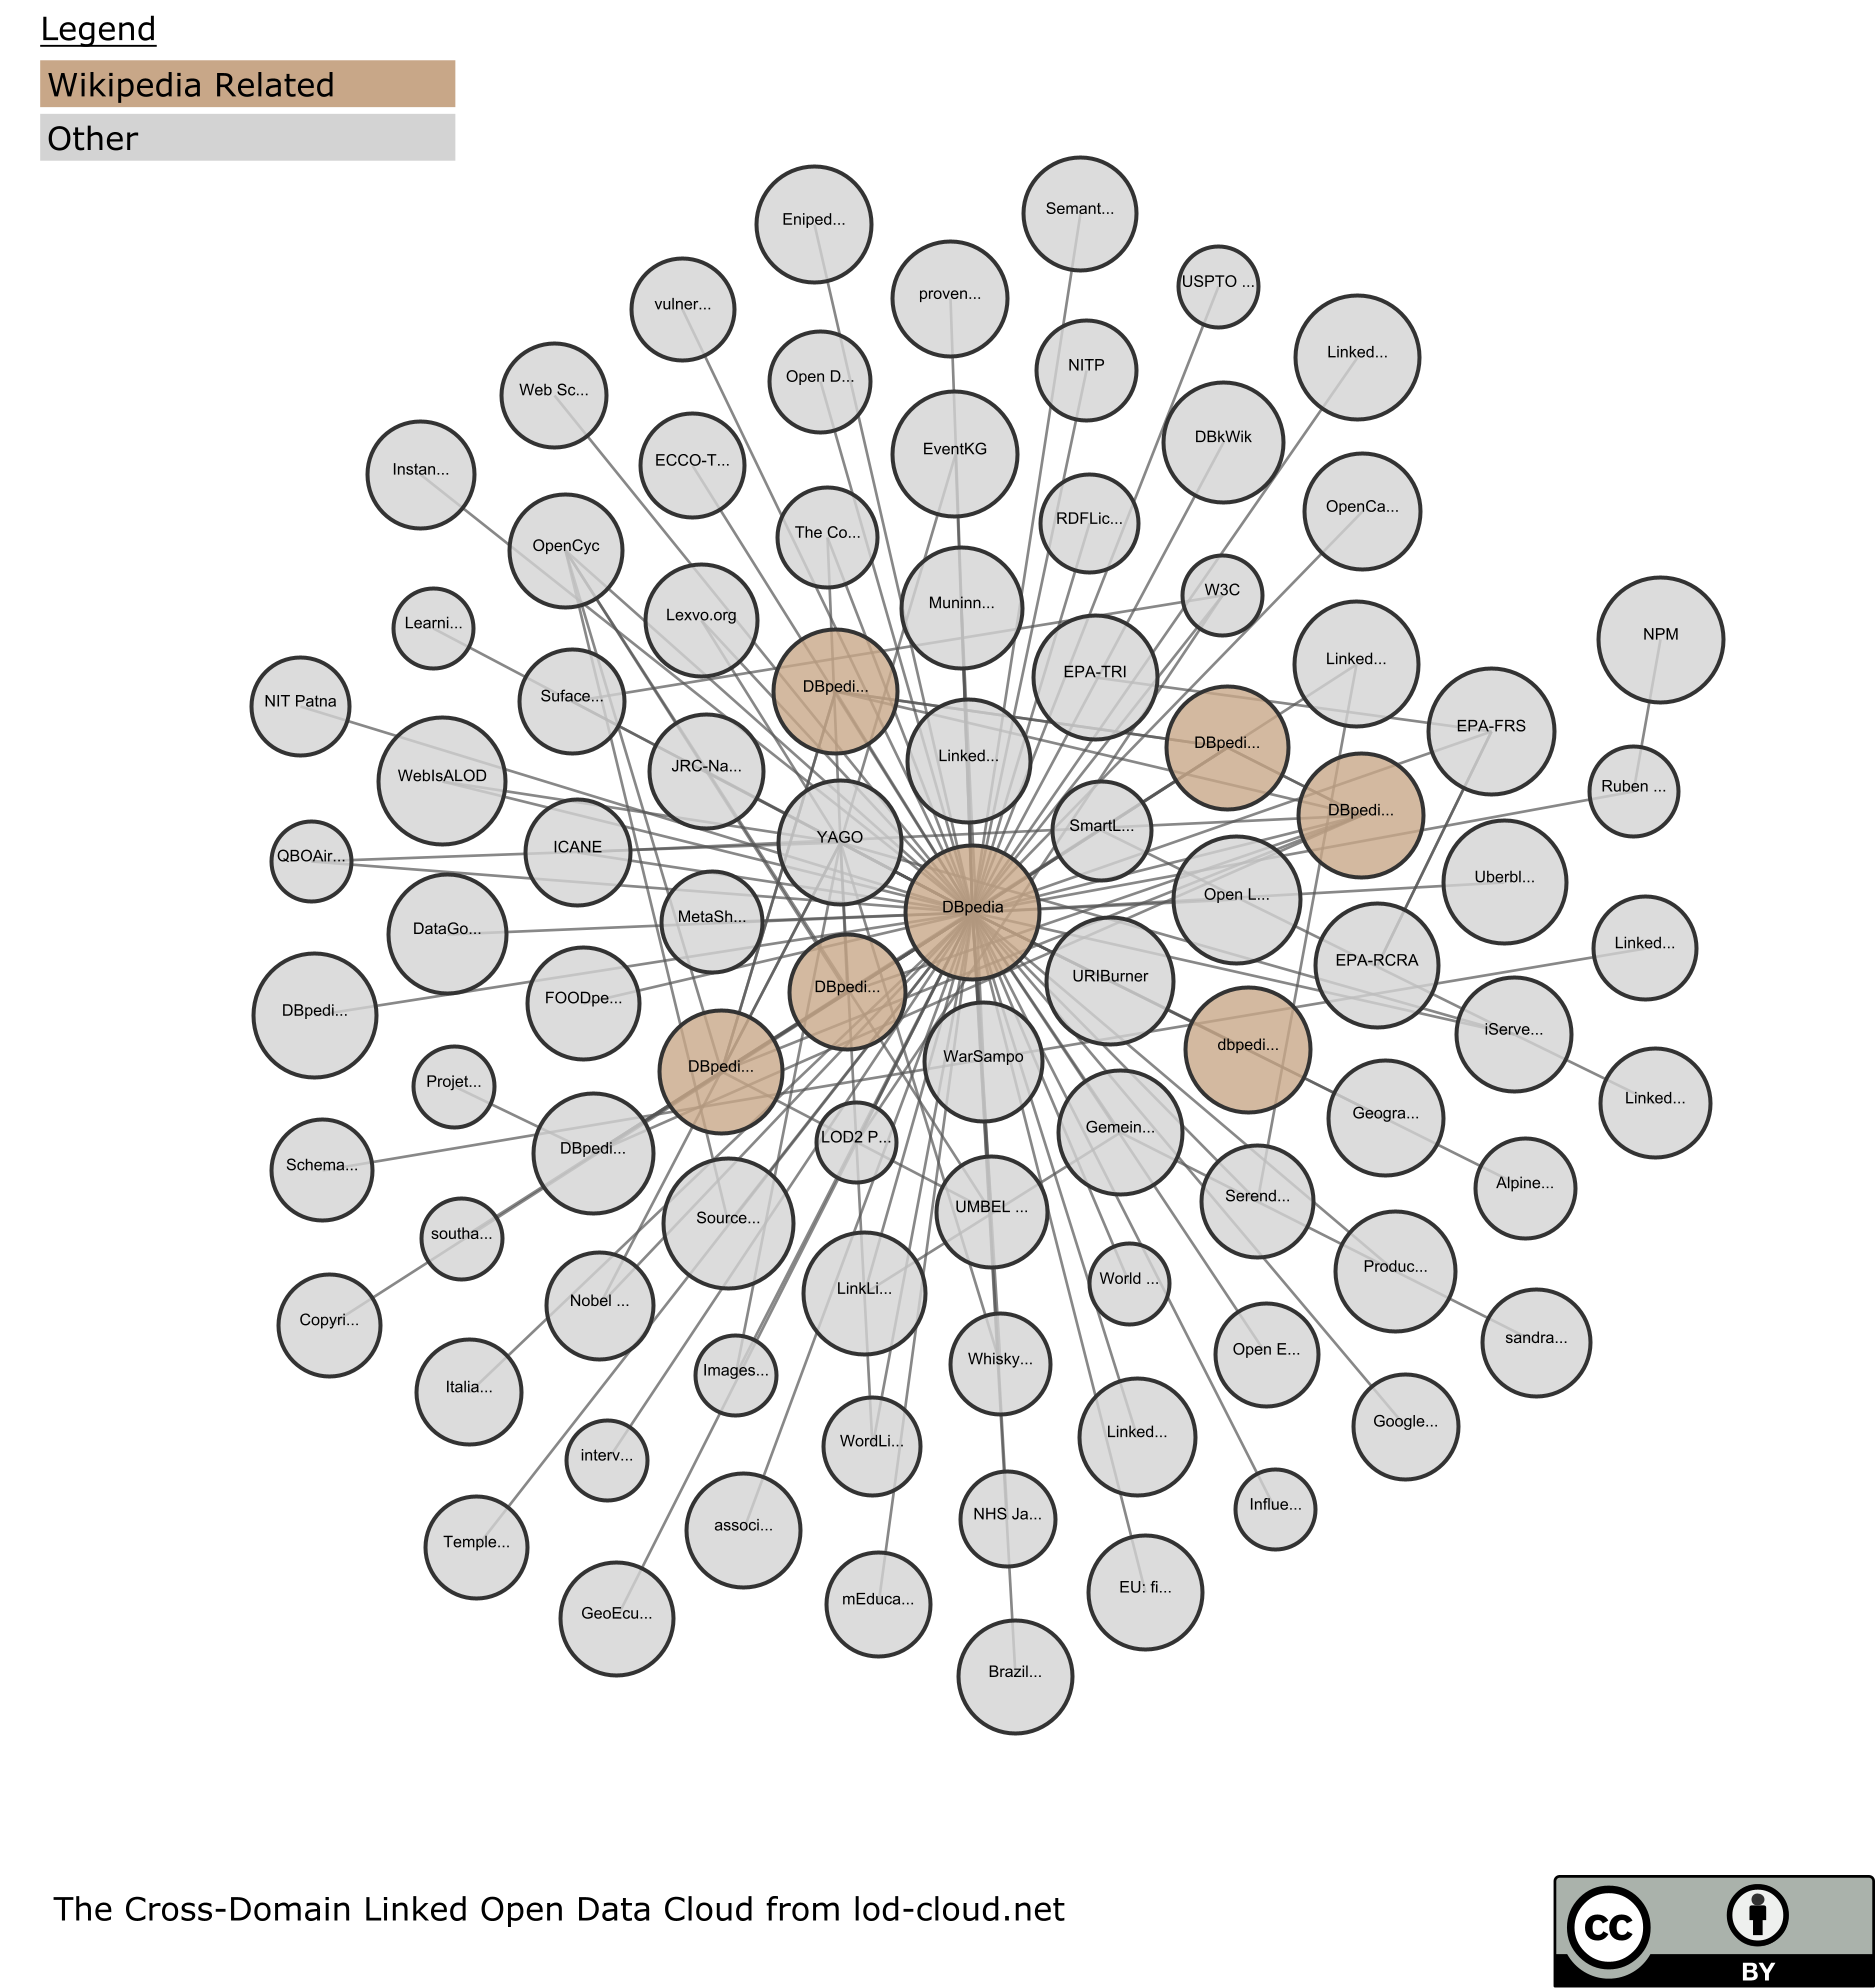 Legend
Wikipedia Related
Other
Semant...
Eniped...
USPTO ...
proven...
vulner...
Linked...
NITP
Open D...
Web Sc...
DBkWik
EventKG
ECCO-T...
Instan...
OpenCa...
RDFLic...
The Co...
OpenCyc
W3C
Muninn...
Lexvo.org
Learni...
NPM
Linked...
EPA-TRI
DBpedi...
Suface...
NIT Patna
EPA-FRS
DBpedi...
Linked...
JRC-Na...
WebIsALOD
Ruben ...
DBpedi...
SmartL...
YAGO
ICANE
QBOAir...
Uberbl...
Open L...
DBpedia
MetaSh...
DataGo...
Linked...
EPA-RCRA
URIBurner
DBpedi...
FOODpe...
DBpedi...
iServe...
dbpedi...
WarSampo
DBpedi...
Projet...
Linked...
Geogra...
Gemein...
LOD2 P...
DBpedi...
Schema...
Alpine...
Serend...
UMBEL ...
Source...
southa...
Produc...
World ...
LinkLi...
Nobel ...
Copyri...
sandra...
Open E...
Whisky...
Images...
Italia...
Google...
Linked...
WordLi...
interv...
Influe...
NHS Ja...
associ...
Temple...
EU: fi...
mEduca...
GeoEcu...
Brazil...
The Cross-Domain Linked Open Data Cloud from lod-cloud.net
cc
BY